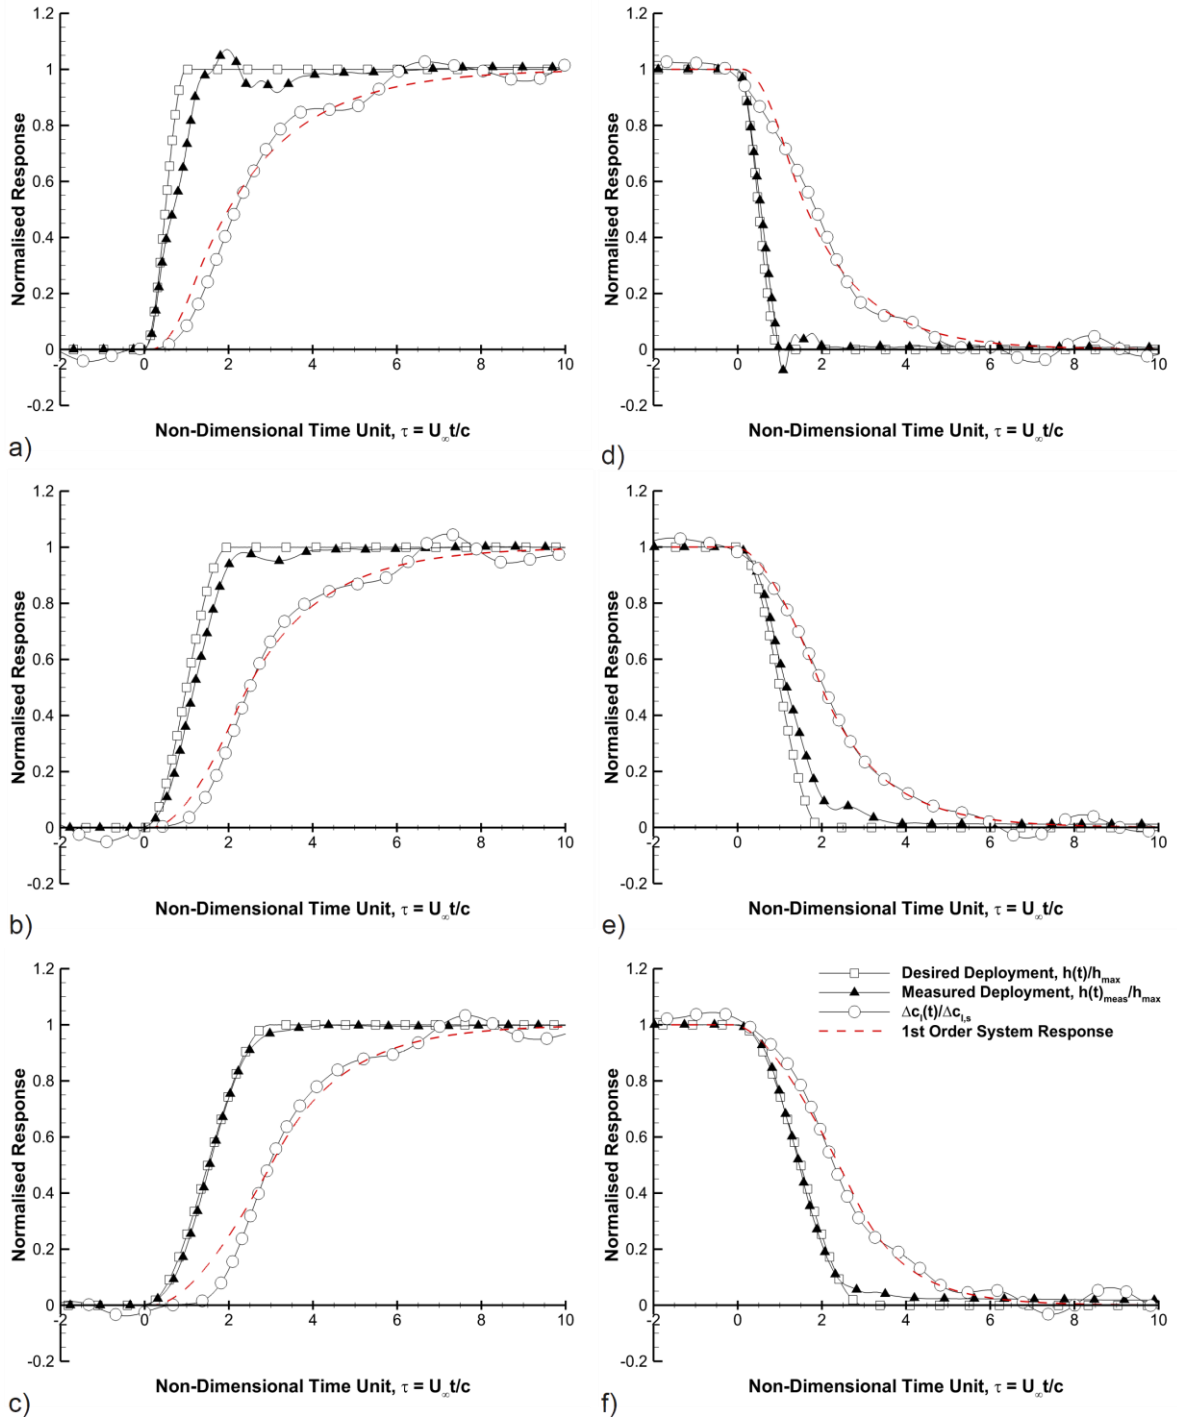 1.2
1
0.8
0.6
0.4
0.2
0
-0.2
-2 0 2 4 6 8 10
Normalised Response
Non-Dimensional Time Unit, τ = U∞t/c
a)
1.2
1
0.8
0.6
0.4
0.2
0
-0.2
-2 0 2 4 6 8 10
Normalised Response
Non-Dimensional Time Unit, τ = U∞t/c
d)
1.2
1
0.8
0.6
0.4
0.2
0
-0.2
-2 0 2 4 6 8 10
Normalised Response
Non-Dimensional Time Unit, τ = U∞t/c
b)
1.2
1
0.8
0.6
0.4
0.2
0
-0.2
-2 0 2 4 6 8 10
Normalised Response
Non-Dimensional Time Unit, τ = U∞t/c
e)
1.2
1
0.8
0.6
0.4
0.2
0
-0.2
-2 0 2 4 6 8 10
Normalised Response
Non-Dimensional Time Unit, τ = U∞t/c
c)
1.2
1
0.8
0.6
0.4
0.2
0
-0.2
-2 0 2 4 6 8 10
Normalised Response
Desired Deployment, h(t)/hmax
Measured Deployment, h(t)meas/hmax
Δcl(t)/Δcl,s
1st Order System Response
Non-Dimensional Time Unit, τ = U∞t/c
f)